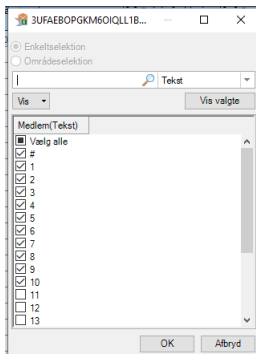 3UFAEBOPGKM6OIQLL1B...
Enkeltselektion
Områdeselektion
Tekst
Vis
Vis valgte
Medlem(Tekst)
Vælg alle
#
1
2
3
4
5
6
7
8
9
10
11
12
13
OK
Afbryd